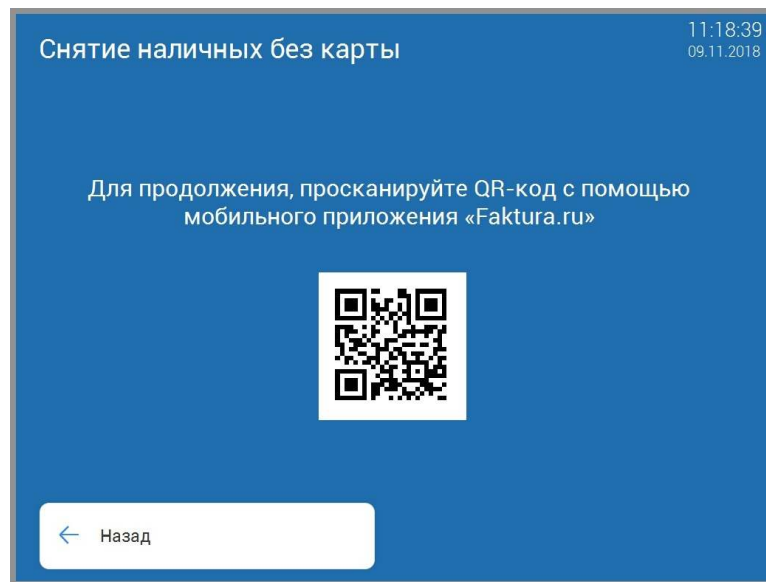 Снятие наличных без карты
11:18:39
09.11.2018
Для продолжения, просканируйте QR-код с помощью
мобильного приложения «Faktura.ru»
Назад